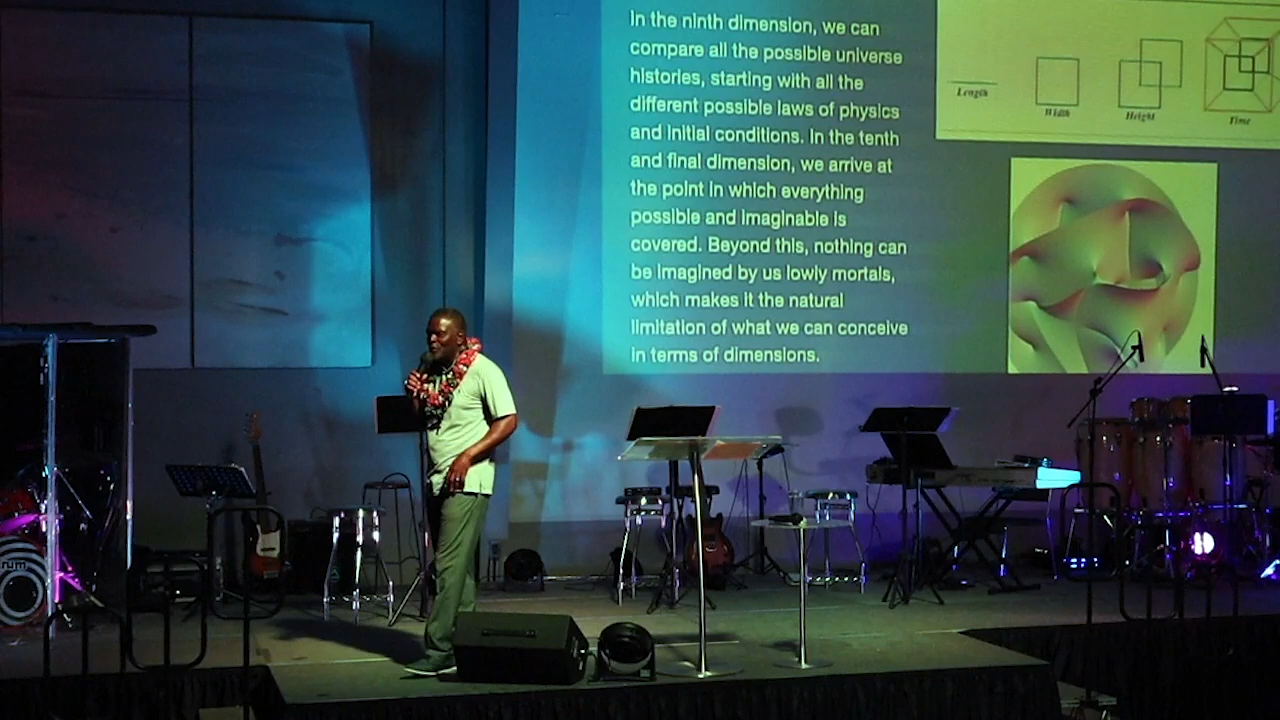 In the ninth dimension, we can
compare all the possible universe
histories, starting with all the
different possible laws of physics
and initial conditions. In the tenth
and final dimension, we arrive at
the point in which everything
possible and imaginable is
covered. Beyond this, nothing can
be imagined by us lowly mortals,
which makes it the natural
limitation of what we can conceive
in terms of dimensions.
Length
Width
Height
Time
rum